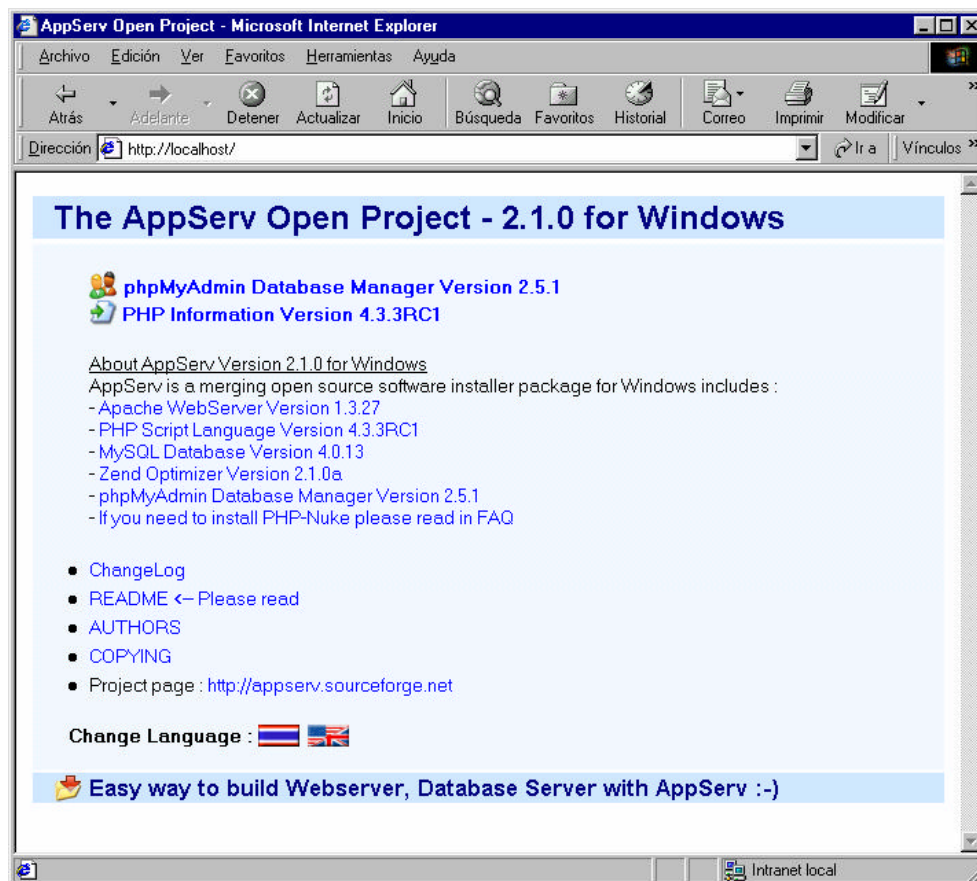 AppServ Open Project - Microsoft Internet Explorer
Archivo Edición Ver Favoritos Herramientas Ayuda
Atrás Adelante Detener Actualizar Inicio Búsqueda Favoritos Historial Correo Imprimir Modificar »
Dirección http://localhost/ Ir a Vínculos »
The AppServ Open Project - 2.1.0 for Windows
phpMyAdmin Database Manager Version 2.5.1
PHP Information Version 4.3.3RC1
About AppServ Version 2.1.0 for Windows
AppServ is a merging open source software installer package for Windows includes :
- Apache WebServer Version 1.3.27
- PHP Script Language Version 4.3.3RC1
- MySQL Database Version 4.0.13
- Zend Optimizer Version 2.1.0a
- phpMyAdmin Database Manager Version 2.5.1
- If you need to install PHP-Nuke please read in FAQ
• ChangeLog
• README <-- Please read
• AUTHORS
• COPYING
• Project page : http://appserv.sourceforge.net
Change Language :
Easy way to build Webserver, Database Server with AppServ :-)
Intranet local